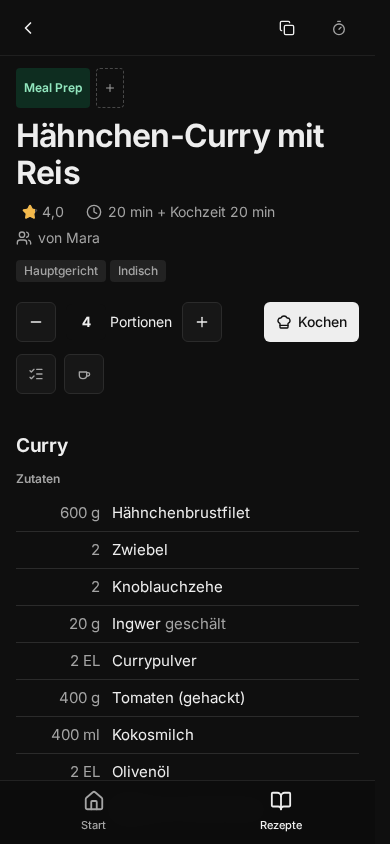 Meal Prep +
Hähnchen-Curry mit
Reis
4,0 20 min + Kochzeit 20 min
von Mara
Hauptgericht Indisch
− 4 Portionen + Kochen
Curry
Zutaten
600 g Hähnchenbrustfilet
2 Zwiebel
2 Knoblauchzehe
20 g Ingwer geschält
2 EL Currypulver
400 g Tomaten (gehackt)
400 ml Kokosmilch
2 EL Olivenöl
Start Rezepte